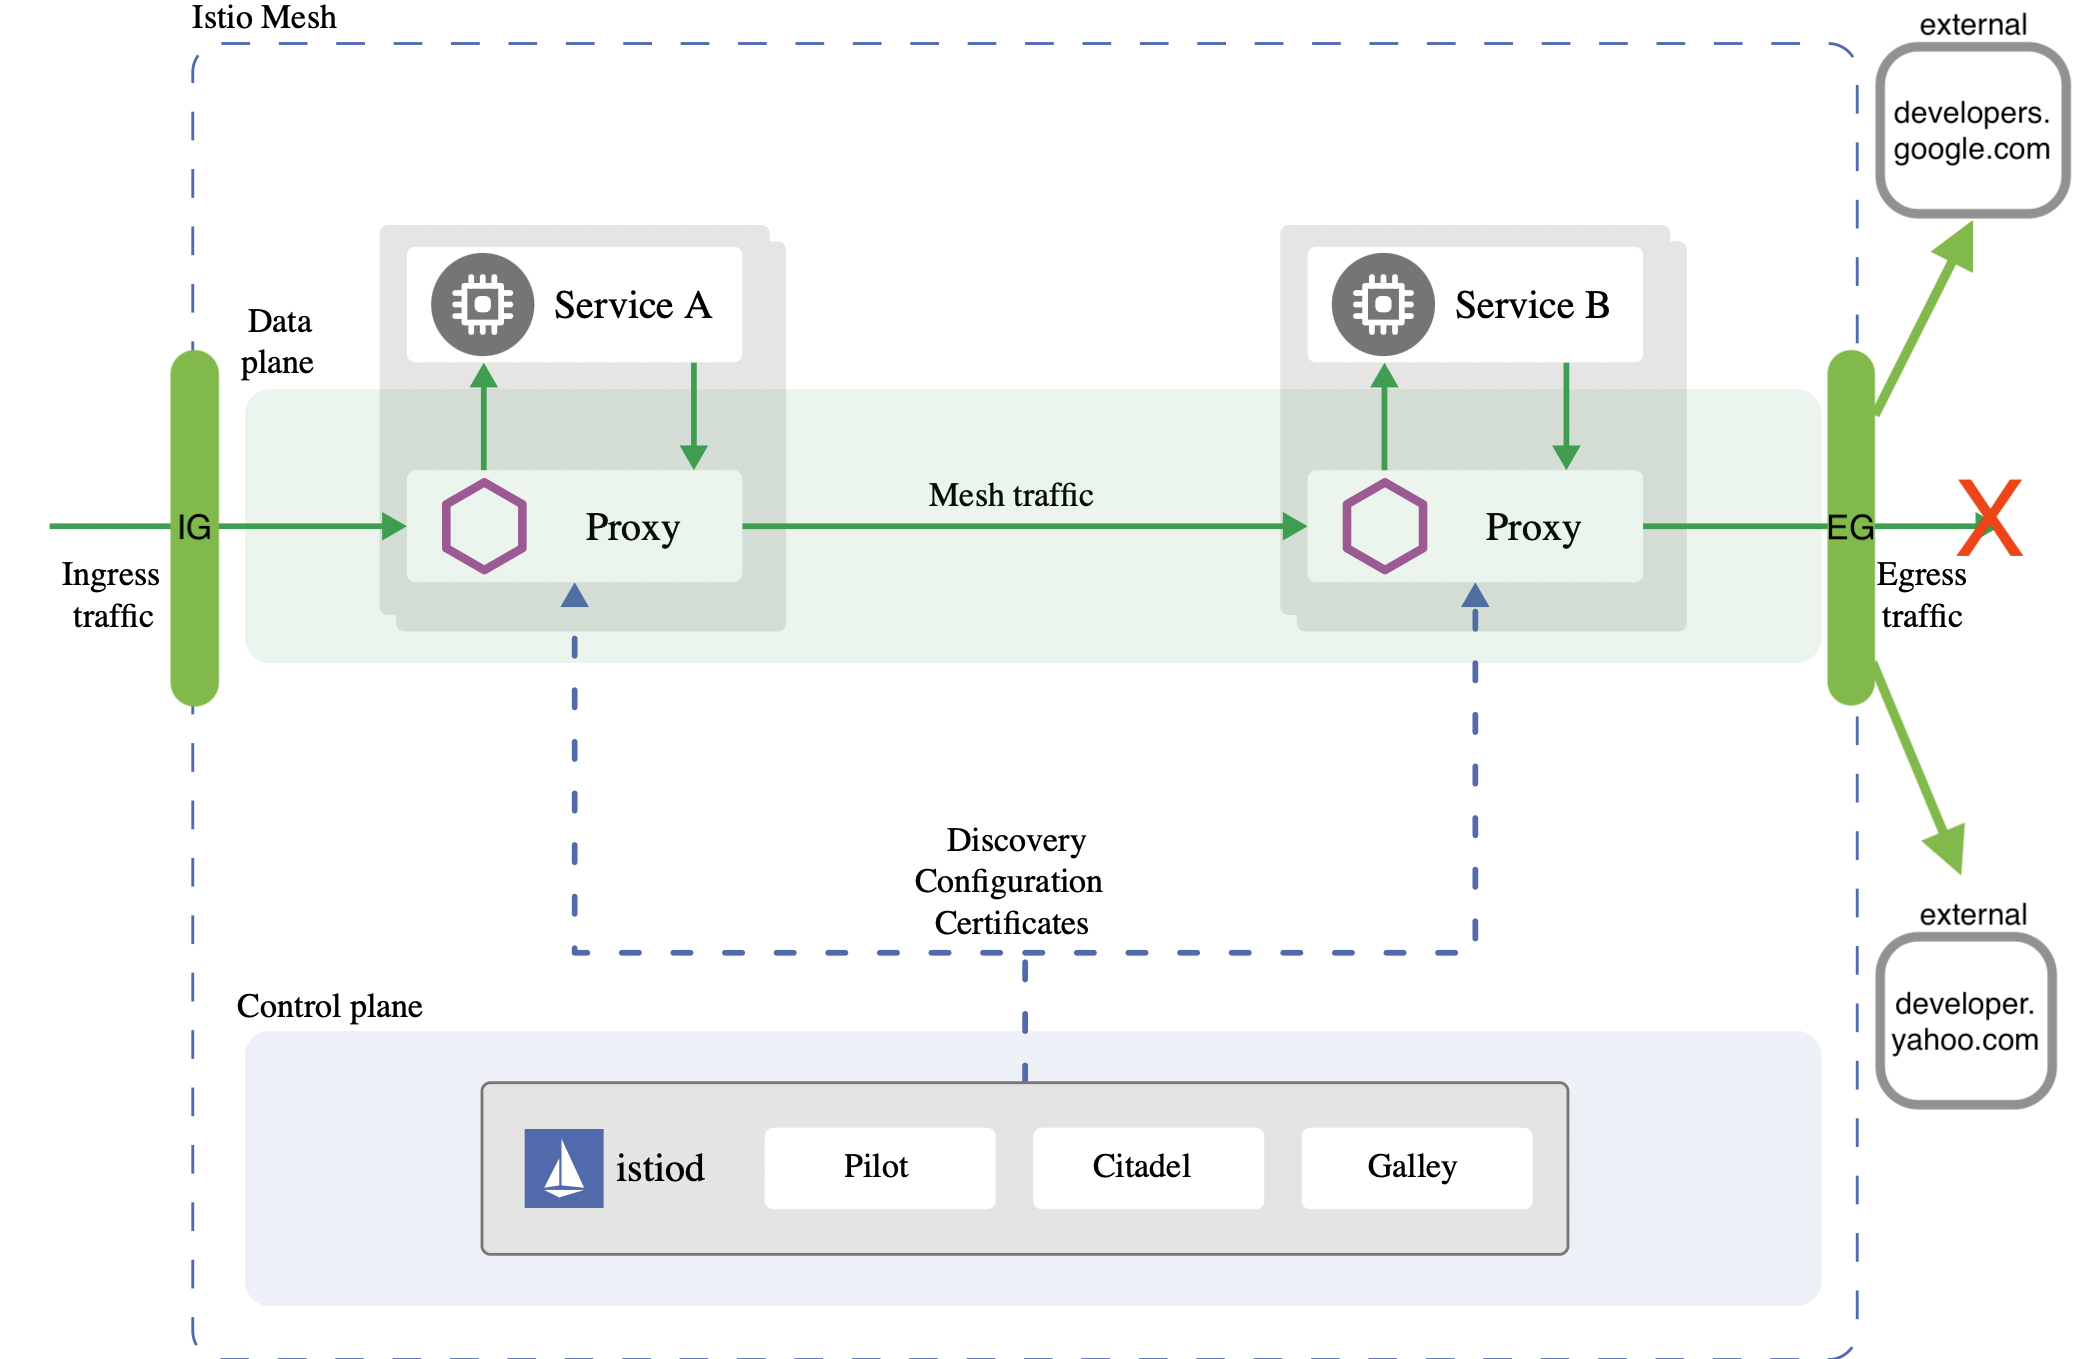 Istio Mesh
external
developers.
google.com
Service A
Service B
Data
plane
Mesh traffic
IG
Proxy
Proxy
EG
X
Ingress
traffic
Egress
traffic
Discovery
Configuration
Certificates
external
developer.
yahoo.com
Control plane
istiod
Pilot
Citadel
Galley